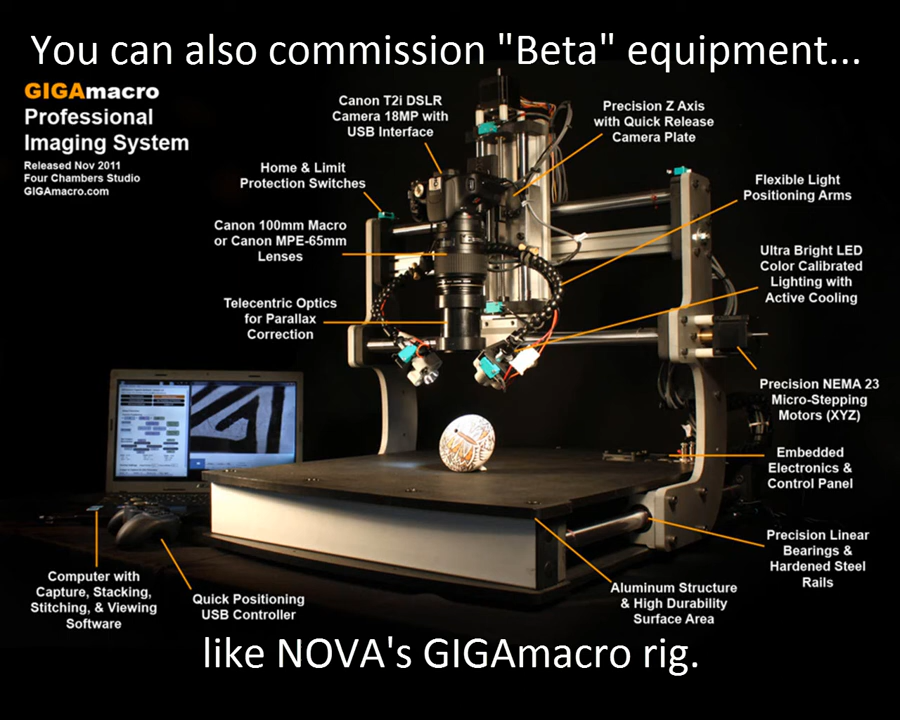 You can also commission "Beta" equipment...
GIGAmacro
Professional
Imaging System
Released Nov 2011
Four Chambers Studio
GIGAmacro.com
Canon T2i DSLR
Camera 18MP with
USB Interface
Precision Z Axis
with Quick Release
Camera Plate
Home & Limit
Protection Switches
Flexible Light
Positioning Arms
Canon 100mm Macro
or Canon MPE-65mm
Lenses
Ultra Bright LED
Color Calibrated
Lighting with
Active Cooling
Telecentric Optics
for Parallax
Correction
Precision NEMA 23
Micro-Stepping
Motors (XYZ)
Embedded
Electronics &
Control Panel
Precision Linear
Bearings &
Hardened Steel
Rails
Computer with
Capture, Stacking,
Stitching, & Viewing
Software
Quick Positioning
USB Controller
Aluminum Structure
& High Durability
Surface Area
like NOVA's GIGAmacro rig.